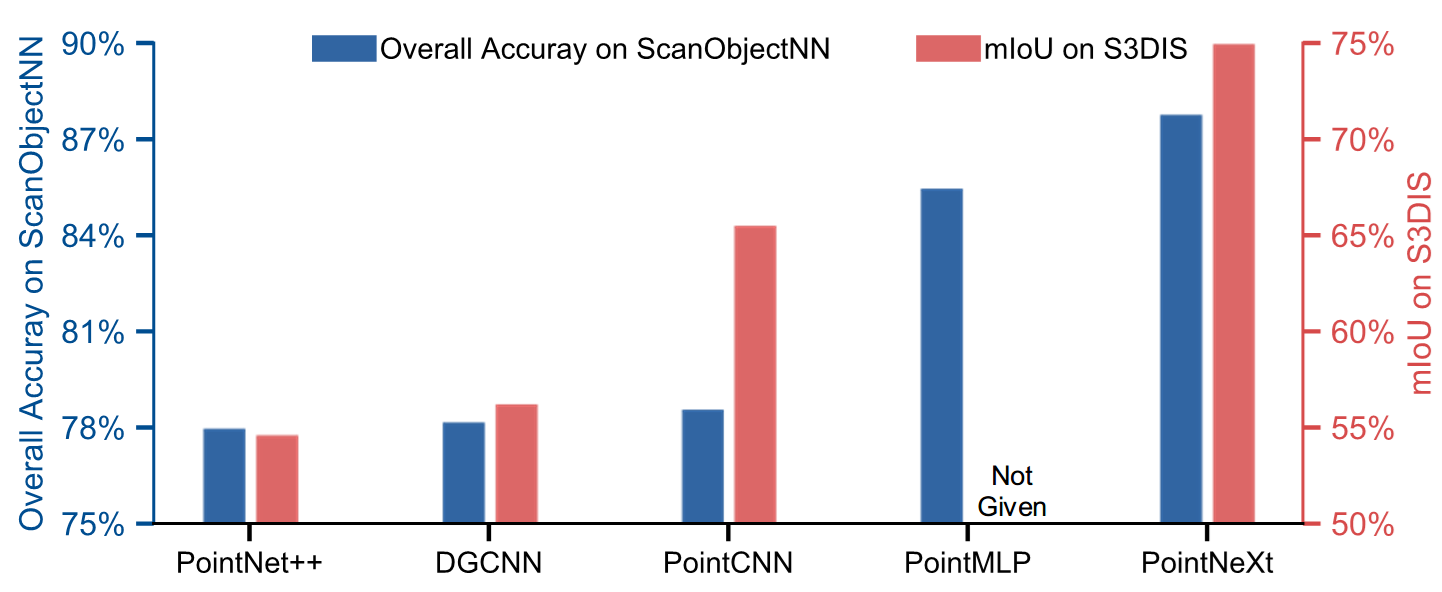 Overall Accuray on ScanObjectNN
90%
87%
84%
81%
78%
75%
Overall Accuray on ScanObjectNN
mIoU on S3DIS
Not
Given
PointNet++
DGCNN
PointCNN
PointMLP
PointNeXt
75%
70%
65%
60%
55%
50%
mIoU on S3DIS